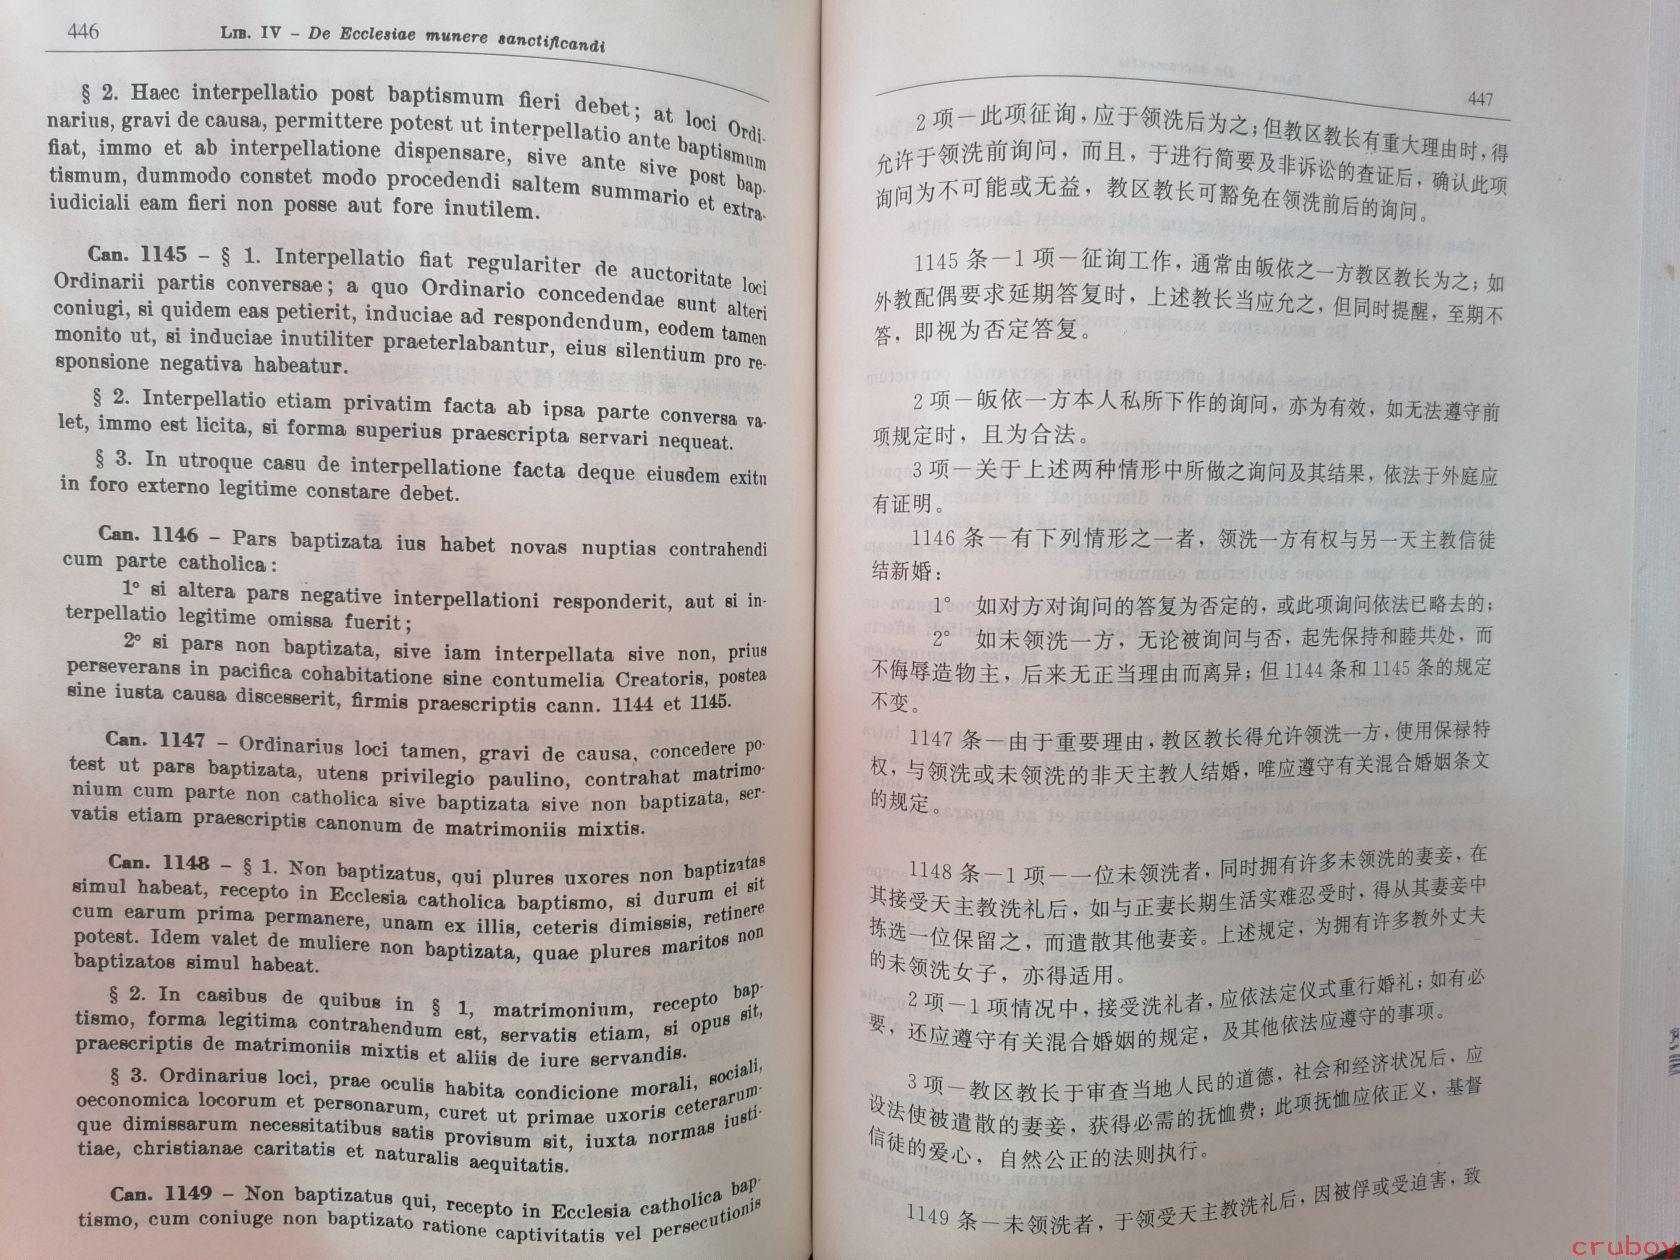 446
Lib. IV – De Ecclesiae munere sanctificandi
§ 2. Haec interpellatio post baptismum fieri debet; at loci Ordi-
narius, gravi de causa, permittere potest ut interpellatio ante baptismum
fiat, immo et ab interpellatione dispensare, sive ante sive post bap-
tismum, dummodo constet modo procedendi saltem summario et extra-
iudiciali eam fieri non posse aut fore inutilem.
Can. 1145 – § 1. Interpellatio fiat regulariter de auctoritate loci
Ordinarii partis conversae; a quo Ordinario concedendae sunt alteri
coniugi, si quidem eas petierit, induciae ad respondendum, eodem tamen
monito ut, si induciae inutiliter praeterlabantur, eius silentium pro re-
sponsione negativa habeatur.
§ 2. Interpellatio etiam privatim facta ab ipsa parte conversa va-
let, immo est licita, si forma superius praescripta servari nequeat.
§ 3. In utroque casu de interpellatione facta deque eiusdem exitu
in foro externo legitime constare debet.
Can. 1146 – Pars baptizata ius habet novas nuptias contrahendi
cum parte catholica:
1° si altera pars negative interpellationi responderit, aut si in-
terpellatio legitime omissa fuerit;
2° si pars non baptizata, sive iam interpellata sive non, prius
perseverans in pacifica cohabitatione sine contumelia Creatoris, postea
sine iusta causa discesserit, firmis praescriptis cann. 1144 et 1145.
Can. 1147 – Ordinarius loci tamen, gravi de causa, concedere po-
test ut pars baptizata, utens privilegio paulino, contrahat matrimo-
nium cum parte non catholica sive baptizata sive non baptizata, ser-
vatis etiam praescriptis canonum de matrimoniis mixtis.
Can. 1148 – § 1. Non baptizatus, qui plures uxores non baptizatas
simul habeat, recepto in Ecclesia catholica baptismo, si durum ei sit
cum earum prima permanere, unam ex illis, ceteris dimissis, retinere
potest. Idem valet de muliere non baptizata, quae plures maritos non
baptizatos simul habeat.
§ 2. In casibus de quibus in § 1, matrimonium, recepto bap-
tismo, forma legitima contrahendum est, servatis etiam, si opus sit,
praescriptis de matrimoniis mixtis et aliis de iure servandis.
§ 3. Ordinarius loci, prae oculis habita condicione morali, sociali,
oeconomica locorum et personarum, curet ut primae uxoris ceterarum-
que dimissarum necessitatibus satis provisum sit, iuxta normas iusti-
tiae, christianae caritatis et naturalis aequitatis.
Can. 1149 – Non baptizatus qui, recepto in Ecclesia catholica bap-
tismo, cum coniuge non baptizato ratione captivitatis vel persecutionis
447
2 项—此项征询，应于领洗后为之；但教区教长有重大理由时，得
允许于领洗前询问，而且，于进行简要及非诉讼的查证后，确认此项
询问为不可能或无益，教区教长可豁免在领洗前后的询问。
1145 条—1 项—征询工作，通常由皈依之一方教区教长为之；如
外教配偶要求延期答复时，上述教长当应允之，但同时提醒，至期不
答，即视为否定答复。
2 项—皈依一方本人私所下作的询问，亦为有效，如无法遵守前
项规定时，且为合法。
3 项—关于上述两种情形中所做之询问及其结果，依法于外庭应
有证明。
1146 条—有下列情形之一者，领洗一方有权与另一天主教信徒
结新婚：
1° 如对方对询问的答复为否定的，或此项询问依法已略去的；
2° 如未领洗一方，无论被询问与否，起先保持和睦共处，而
不侮辱造物主，后来无正当理由而离异；但 1144 条和 1145 条的规定
不变。
1147 条—由于重要理由，教区教长得允许领洗一方，使用保禄特
权，与领洗或未领洗的非天主教人结婚，唯应遵守有关混合婚姻条文
的规定。
1148 条—1 项—一位未领洗者，同时拥有许多未领洗的妻妾，在
其接受天主教洗礼后，如与正妻长期生活实难忍受时，得从其妻妾中
拣选一位保留之，而遣散其他妻妾。上述规定，为拥有许多教外丈夫
的未领洗女子，亦得适用。
2 项—1 项情况中，接受洗礼者，应依法定仪式重行婚礼；如有必
要，还应遵守有关混合婚姻的规定，及其他依法应遵守的事项。
3 项—教区教长于审查当地人民的道德，社会和经济状况后，应
设法使被遣散的妻妾，获得必需的抚恤费；此项抚恤应依正义，基督
信徒的爱心，自然公正的法则执行。
1149 条—未领洗者，于领受天主教洗礼后，因被俘或受迫害，致
cruboy